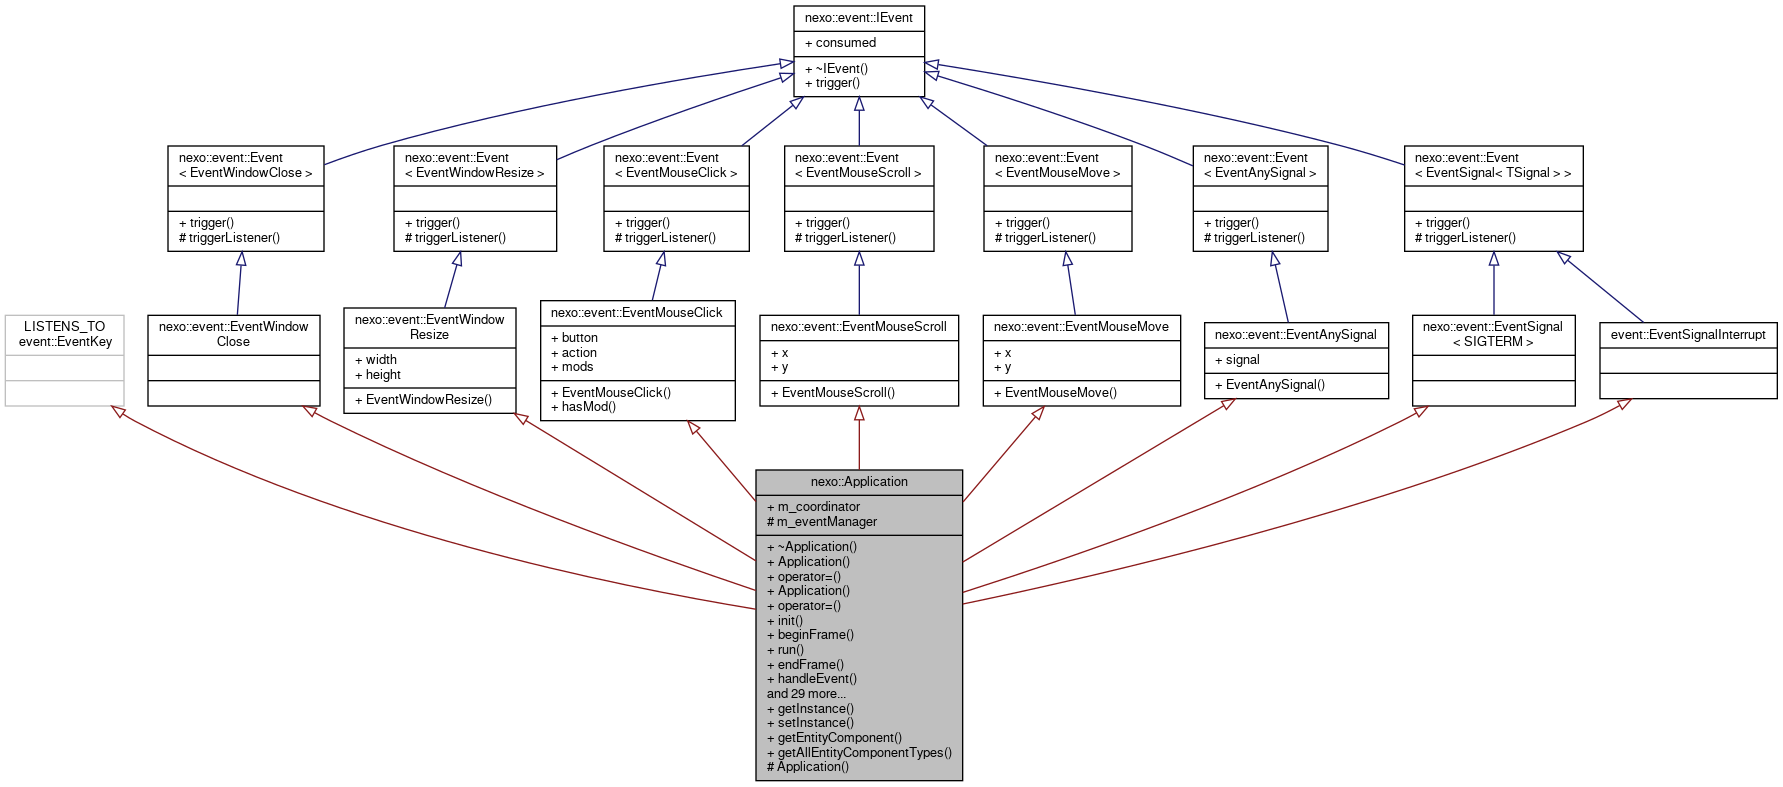 nexo::event::IEvent
+ consumed
+ ~IEvent()
+ trigger()
nexo::event::Event
< EventWindowClose >
+ trigger()
# triggerListener()
nexo::event::Event
< EventWindowResize >
+ trigger()
# triggerListener()
nexo::event::Event
< EventMouseClick >
+ trigger()
# triggerListener()
nexo::event::Event
< EventMouseScroll >
+ trigger()
# triggerListener()
nexo::event::Event
< EventMouseMove >
+ trigger()
# triggerListener()
nexo::event::Event
< EventAnySignal >
+ trigger()
# triggerListener()
nexo::event::Event
< EventSignal< TSignal > >
+ trigger()
# triggerListener()
LISTENS_TO
event::EventKey
nexo::event::EventWindow
Close
nexo::event::EventWindow
Resize
+ width
+ height
+ EventWindowResize()
nexo::event::EventMouseClick
+ button
+ action
+ mods
+ EventMouseClick()
+ hasMod()
nexo::event::EventMouseScroll
+ x
+ y
+ EventMouseScroll()
nexo::event::EventMouseMove
+ x
+ y
+ EventMouseMove()
nexo::event::EventAnySignal
+ signal
+ EventAnySignal()
nexo::event::EventSignal
< SIGTERM >
event::EventSignalInterrupt
nexo::Application
+ m_coordinator
# m_eventManager
+ ~Application()
+ Application()
+ operator=()
+ Application()
+ operator=()
+ init()
+ beginFrame()
+ run()
+ endFrame()
+ handleEvent()
and 29 more...
+ getInstance()
+ setInstance()
+ getEntityComponent()
+ getAllEntityComponentTypes()
# Application()